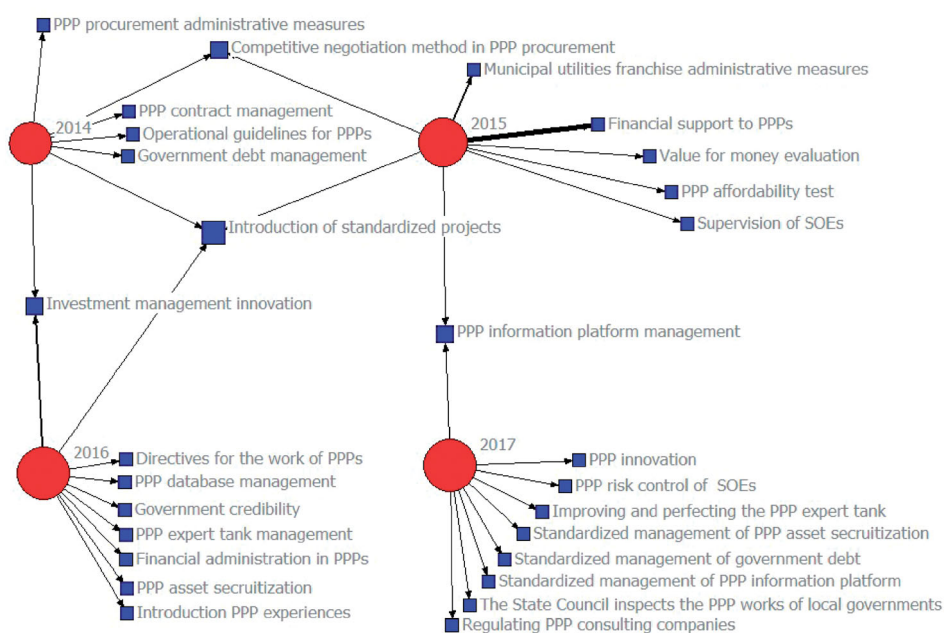 PPP procurement administrative measures
Competitive negotiation method in PPP procurement
Municipal utilities franchise administrative measures
PPP contract management
2014
2015
Financial support to PPPs
Operational guidelines for PPPs
Government debt management
Value for money evaluation
PPP affordability test
Supervision of SOEs
Introduction of standardized projects
Investment management innovation
PPP information platform management
2016
2017
Directives for the work of PPPs
PPP innovation
PPP database management
PPP risk control of SOEs
Government credibility
Improving and perfecting the PPP expert tank
PPP expert tank management
Standardized management of PPP asset secruitization
Financial administration in PPPs
Standardized management of government debt
Standardized management of PPP information platform
PPP asset secruitization
The State Council inspects the PPP works of local governments
Introduction PPP experiences
Regulating PPP consulting companies